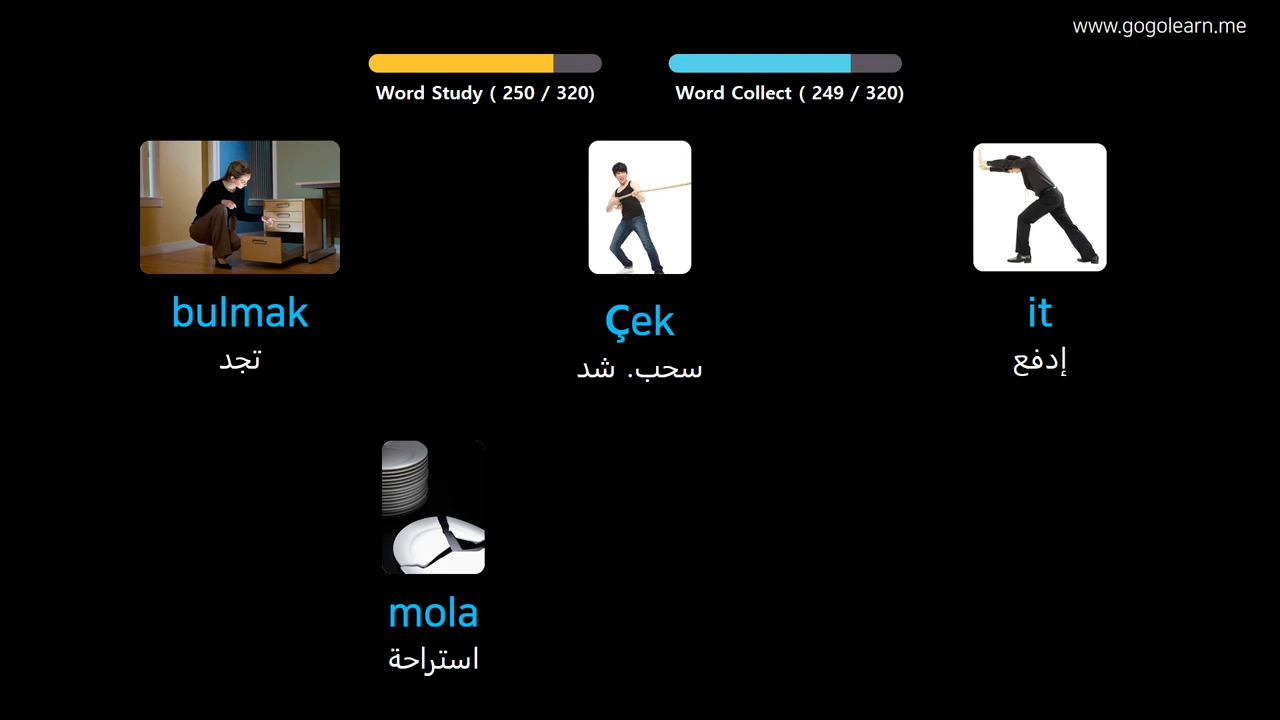 www.gogolearn.me
Word Study ( 250 / 320)
Word Collect ( 249 / 320)
bulmak
تجد
Çek
سحب. شد
it
إدفع
mola
استراحة